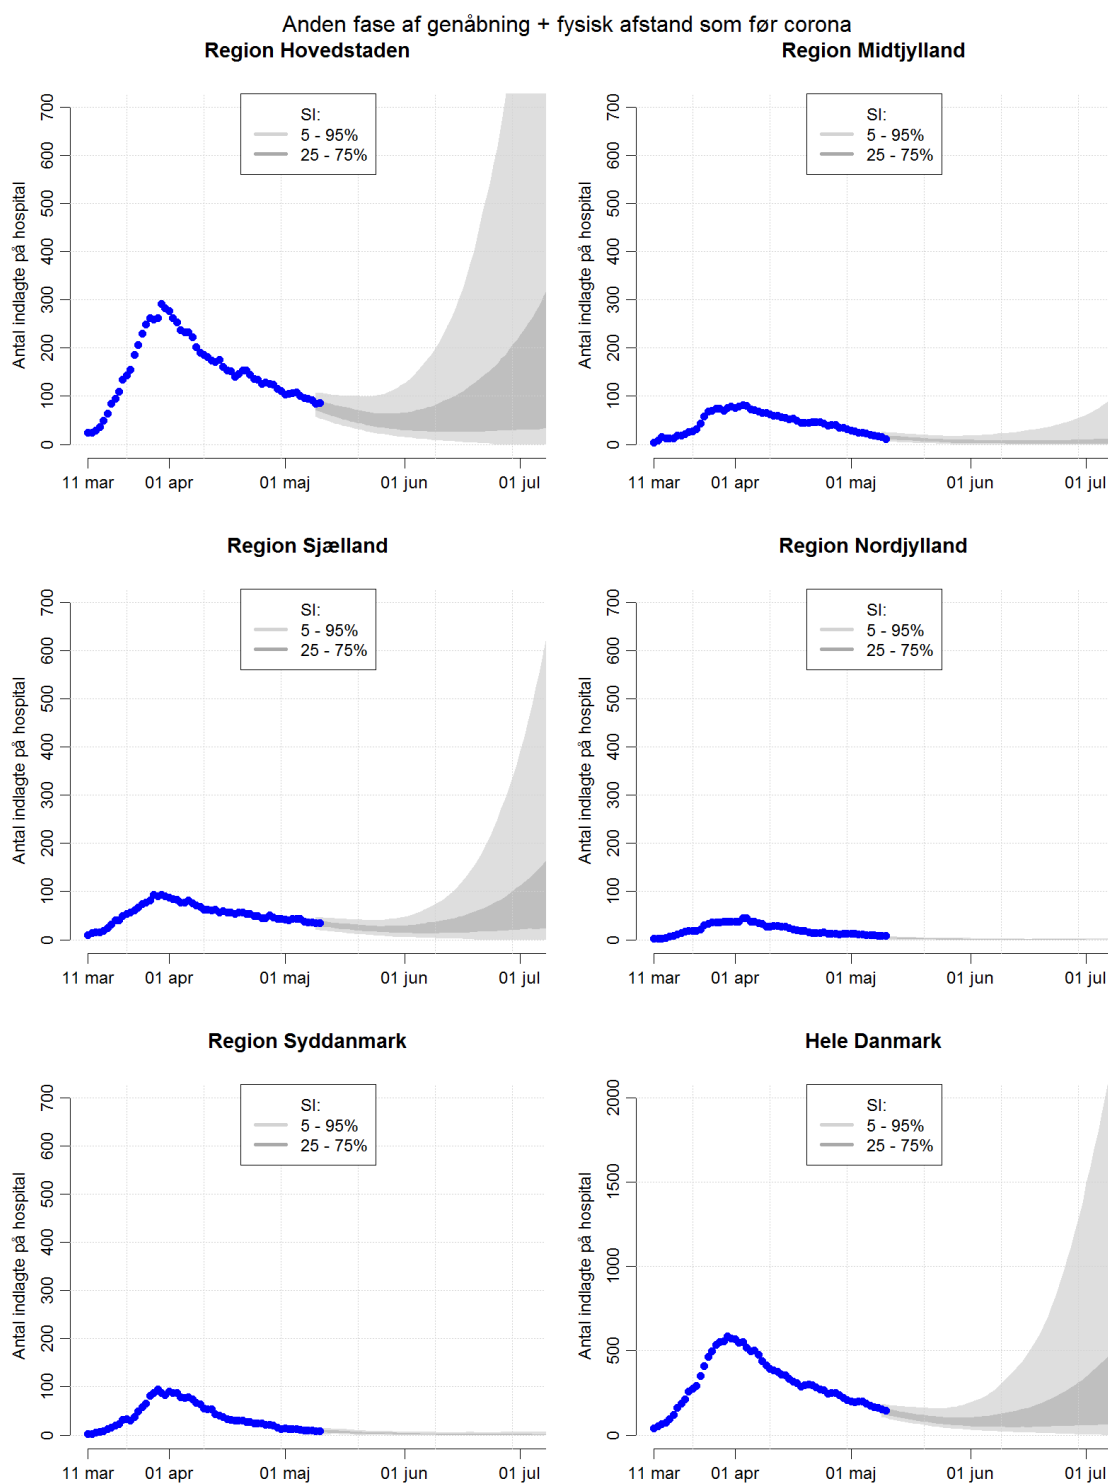 Anden fase af genåbning + fysisk afstand som før corona
Region Hovedstaden
Antal indlagte på hospital
700
600
500
400
300
200
100
0
SI:
5 - 95%
25 - 75%
11 mar 01 apr 01 maj 01 jun 01 jul
Region Midtjylland
Antal indlagte på hospital
700
600
500
400
300
200
100
0
SI:
5 - 95%
25 - 75%
11 mar 01 apr 01 maj 01 jun 01 jul
Region Sjælland
Antal indlagte på hospital
700
600
500
400
300
200
100
0
SI:
5 - 95%
25 - 75%
11 mar 01 apr 01 maj 01 jun 01 jul
Region Nordjylland
Antal indlagte på hospital
700
600
500
400
300
200
100
0
SI:
5 - 95%
25 - 75%
11 mar 01 apr 01 maj 01 jun 01 jul
Region Syddanmark
Antal indlagte på hospital
700
600
500
400
300
200
100
0
SI:
5 - 95%
25 - 75%
11 mar 01 apr 01 maj 01 jun 01 jul
Hele Danmark
Antal indlagte på hospital
2000
1500
1000
500
0
SI:
5 - 95%
25 - 75%
11 mar 01 apr 01 maj 01 jun 01 jul